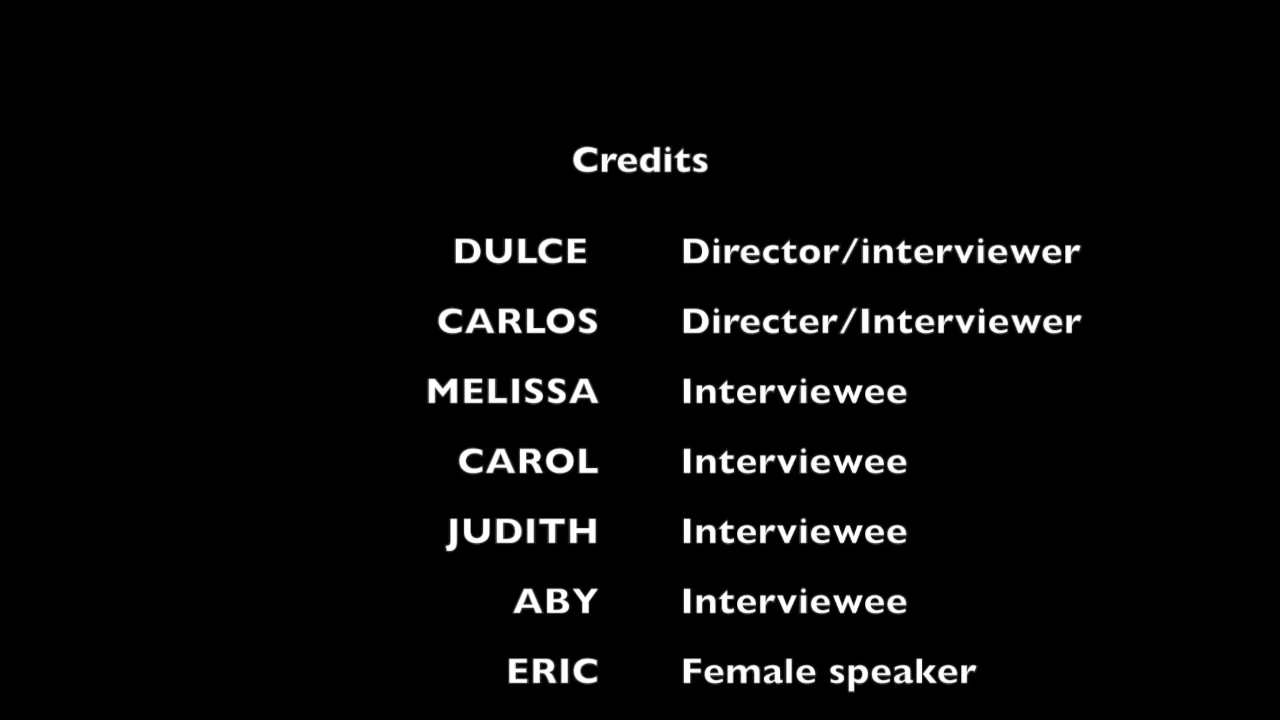 Credits
DULCE Director/interviewer
CARLOS Directer/Interviewer
MELISSA Interviewee
CAROL Interviewee
JUDITH Interviewee
ABY Interviewee
ERIC Female speaker